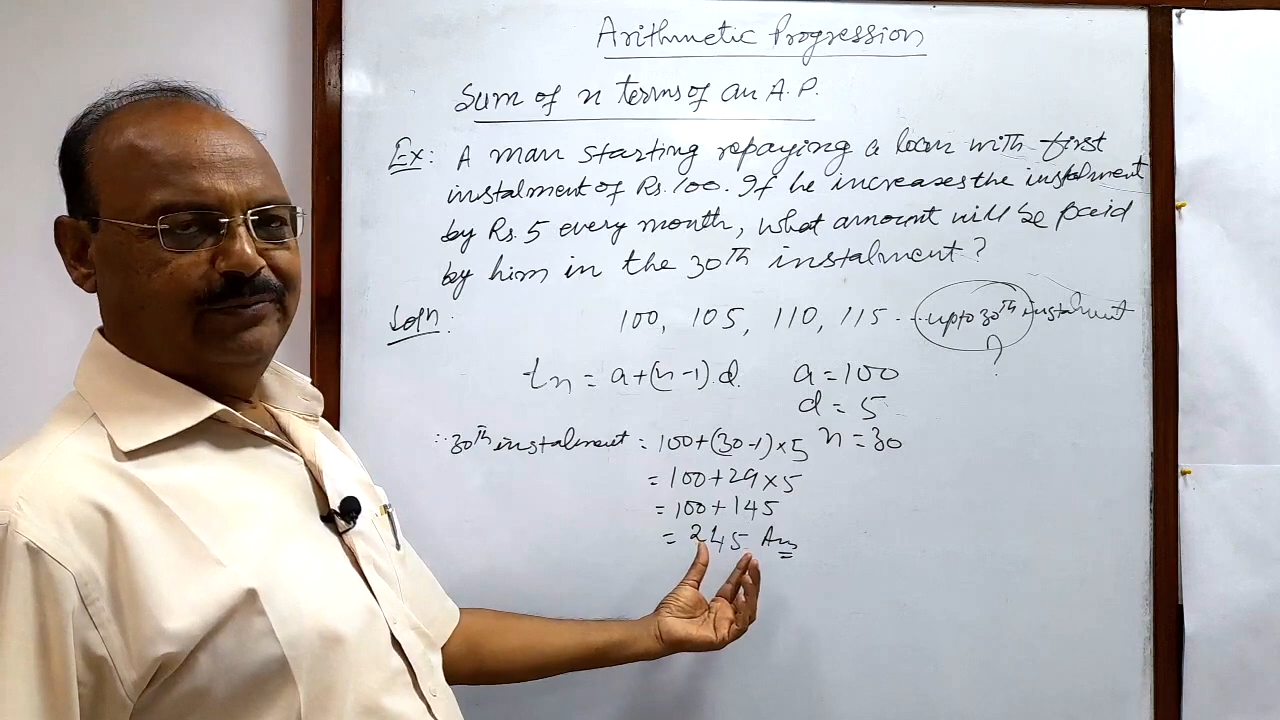 Arithmetic Progression
Sum of n terms of an A.P.
Ex: A man starting repaying a loan with first
instalment of Rs. 100. If he increases the instalment
by Rs. 5 every month, what amount will be paid
by him in the 30th instalment?
Soln: 100, 105, 110, 115 ... upto 30th instalment
?
tn = a+(n-1).d. a = 100
d = 5
∴ 30th instalment = 100+(30-1)×5 n = 30
= 100+29×5
= 100+145
= 245 Ans